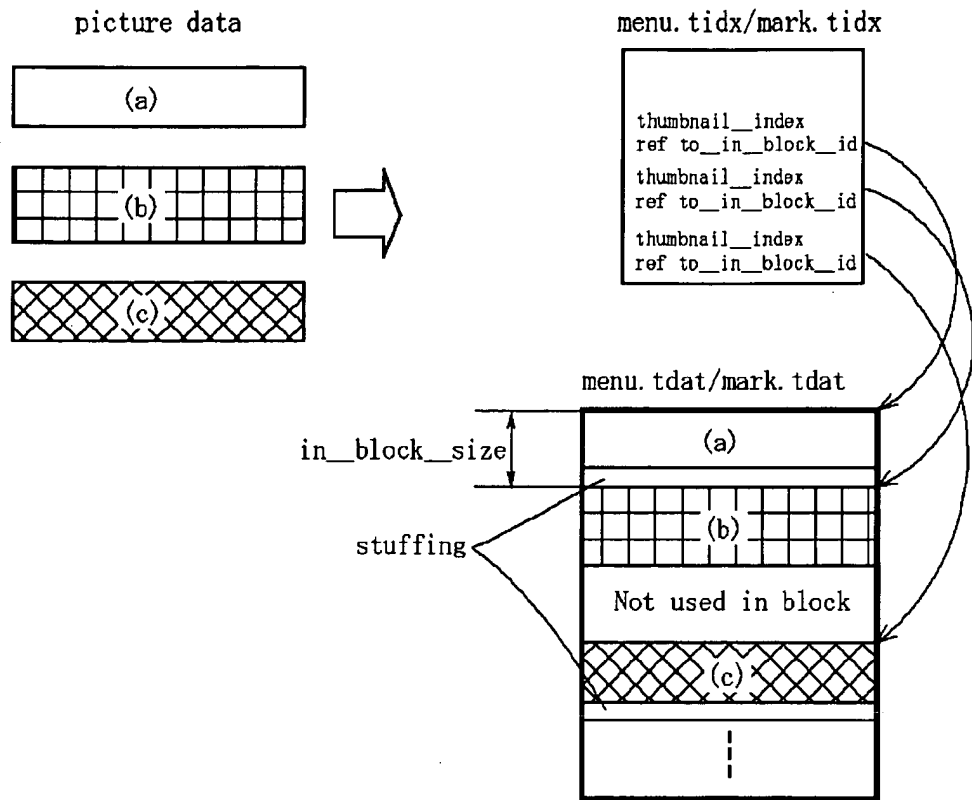 picture data
(a)
(b)
(c)
menu.tidx/mark.tidx
thumbnail__index
ref to__in__block__id
thumbnail__index
ref to__in__block__id
thumbnail__index
ref to__in__block__id
menu.tdat/mark.tdat
in__block__size
(a)
stuffing
(b)
Not used in block
(c)